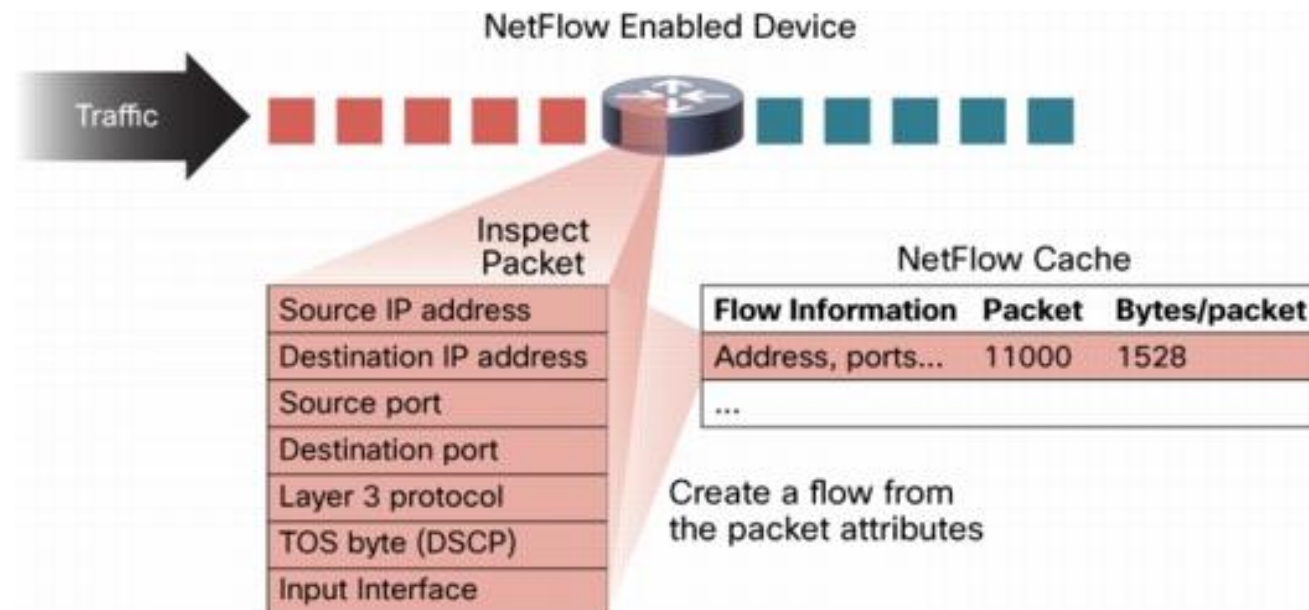 NetFlow Enabled Device
Traffic
Inspect
Packet
Source IP address
Destination IP address
Source port
Destination port
Layer 3 protocol
TOS byte (DSCP)
Input Interface
NetFlow Cache
Flow Information Packet Bytes/packet
Address, ports... 11000 1528
...
Create a flow from
the packet attributes